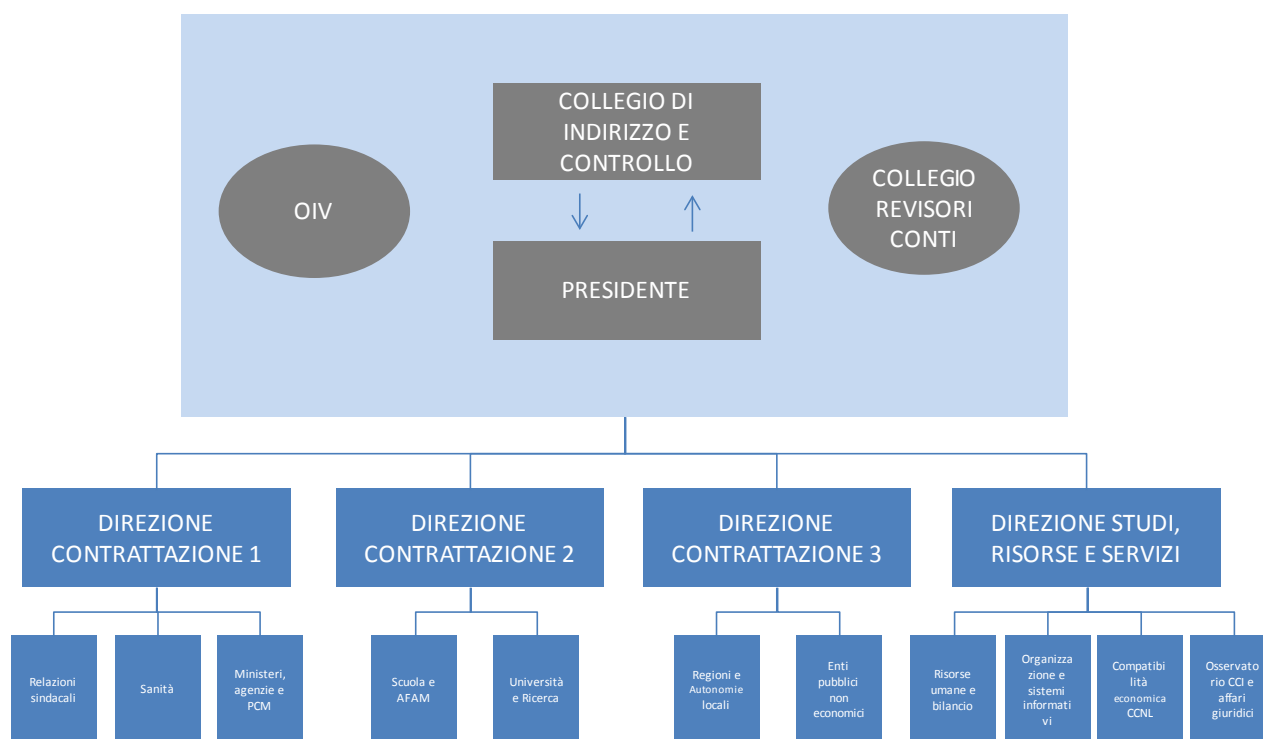 COLLEGIO DI
INDIRIZZO E
CONTROLLO
OIV
COLLEGIO
REVISORI
CONTI
PRESIDENTE
DIREZIONE
CONTRATTAZIONE 1
DIREZIONE
CONTRATTAZIONE 2
DIREZIONE
CONTRATTAZIONE 3
DIREZIONE STUDI,
RISORSE E SERVIZI
Relazioni
sindacali
Sanità
Ministeri,
agenzie e
PCM
Scuola e
AFAM
Università
e Ricerca
Regioni e
Autonomie
locali
Enti
pubblici
non
economici
Risorse
umane e
bilancio
Organizza
zione e
sistemi
informati
vi
Compatibi
lità
economica
CCNL
Osservato
rio CCI e
affari
giuridici